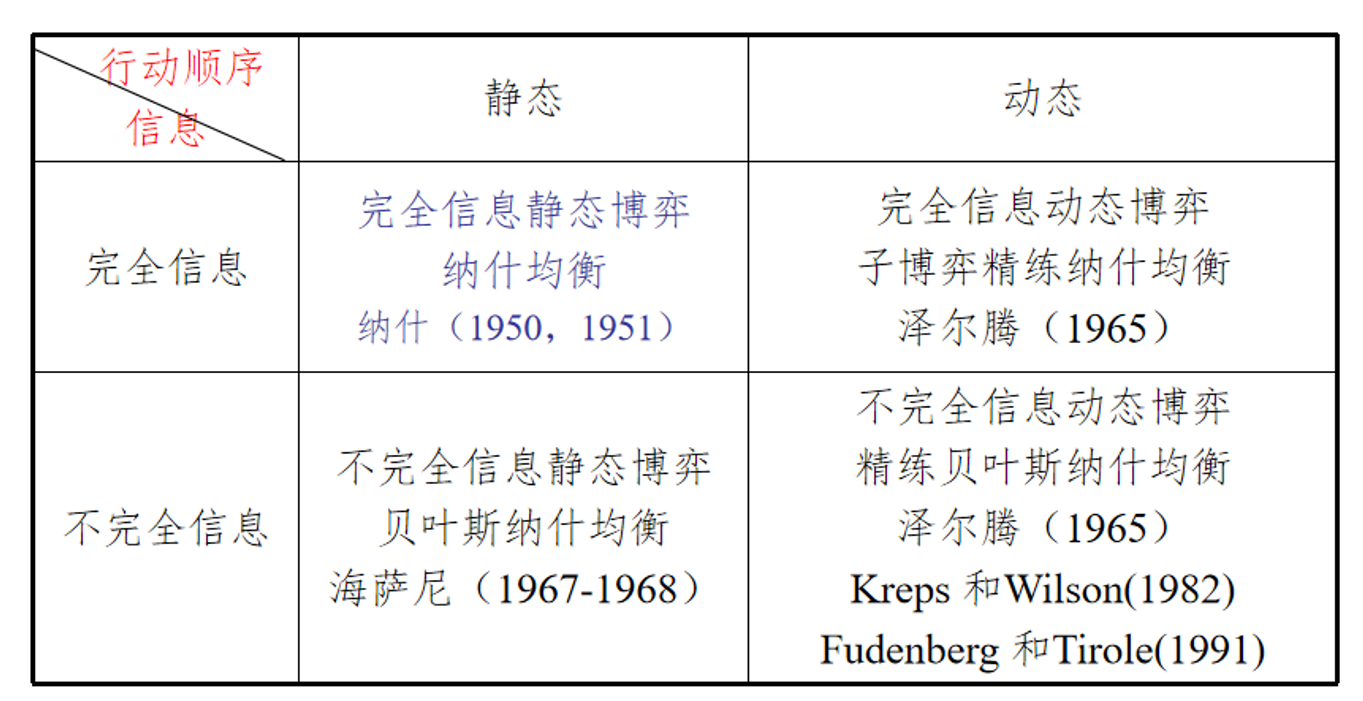 行动顺序
信息
静态
动态
完全信息
完全信息静态博弈
纳什均衡
纳什（1950，1951）
完全信息动态博弈
子博弈精练纳什均衡
泽尔腾（1965）
不完全信息
不完全信息静态博弈
贝叶斯纳什均衡
海萨尼（1967-1968）
不完全信息动态博弈
精练贝叶斯纳什均衡
泽尔腾（1965）
Kreps 和Wilson(1982)
Fudenberg 和Tirole(1991)